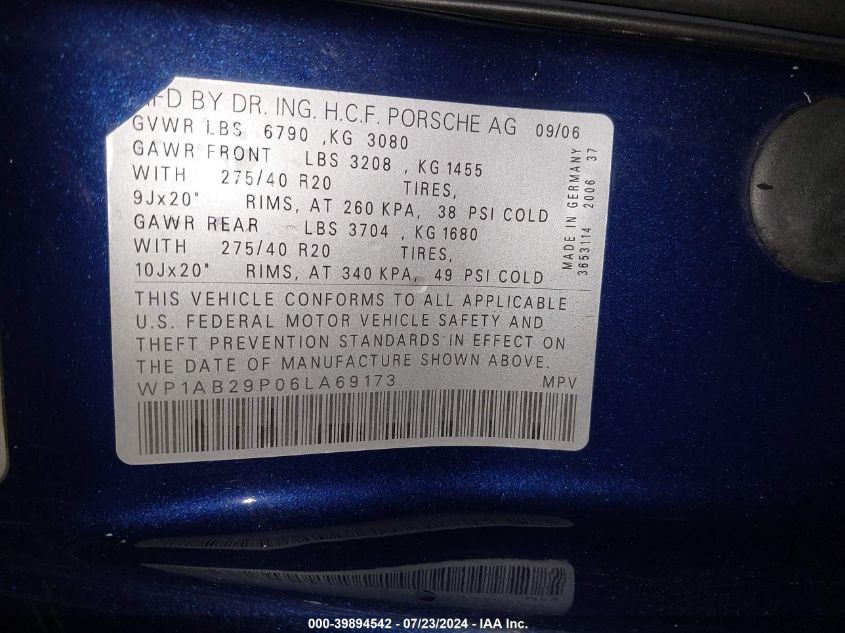 MFD BY DR. ING. H.C.F. PORSCHE AG 09/06
GVWR LBS 6790 , KG 3080
GAWR FRONT LBS 3208 , KG 1455
WITH 275/40 R20 TIRES,
9Jx20" RIMS, AT 260 KPA, 38 PSI COLD
GAWR REAR LBS 3704 , KG 1680
WITH 275/40 R20 TIRES,
10Jx20" RIMS, AT 340 KPA, 49 PSI COLD
THIS VEHICLE CONFORMS TO ALL APPLICABLE
U.S. FEDERAL MOTOR VEHICLE SAFETY AND
THEFT PREVENTION STANDARDS IN EFFECT ON
THE DATE OF MANUFACTURE SHOWN ABOVE.
WP1AB29P06LA69173 MPV
MADE IN GERMANY
3653114 2006 37
000-39894542 - 07/23/2024 - IAA Inc.